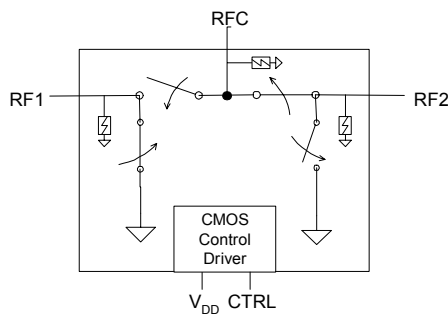 RFC
RF1
RF2
CMOS
Control
Driver
VDD CTRL